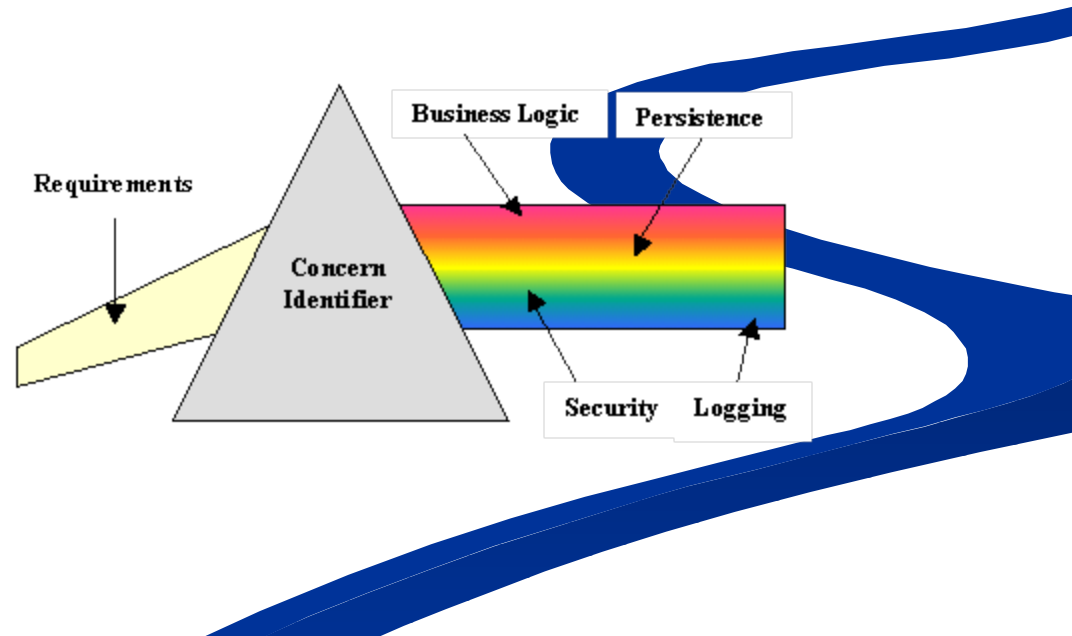 Business Logic
Persistence
Requirements
Concern
Identifier
Security
Logging